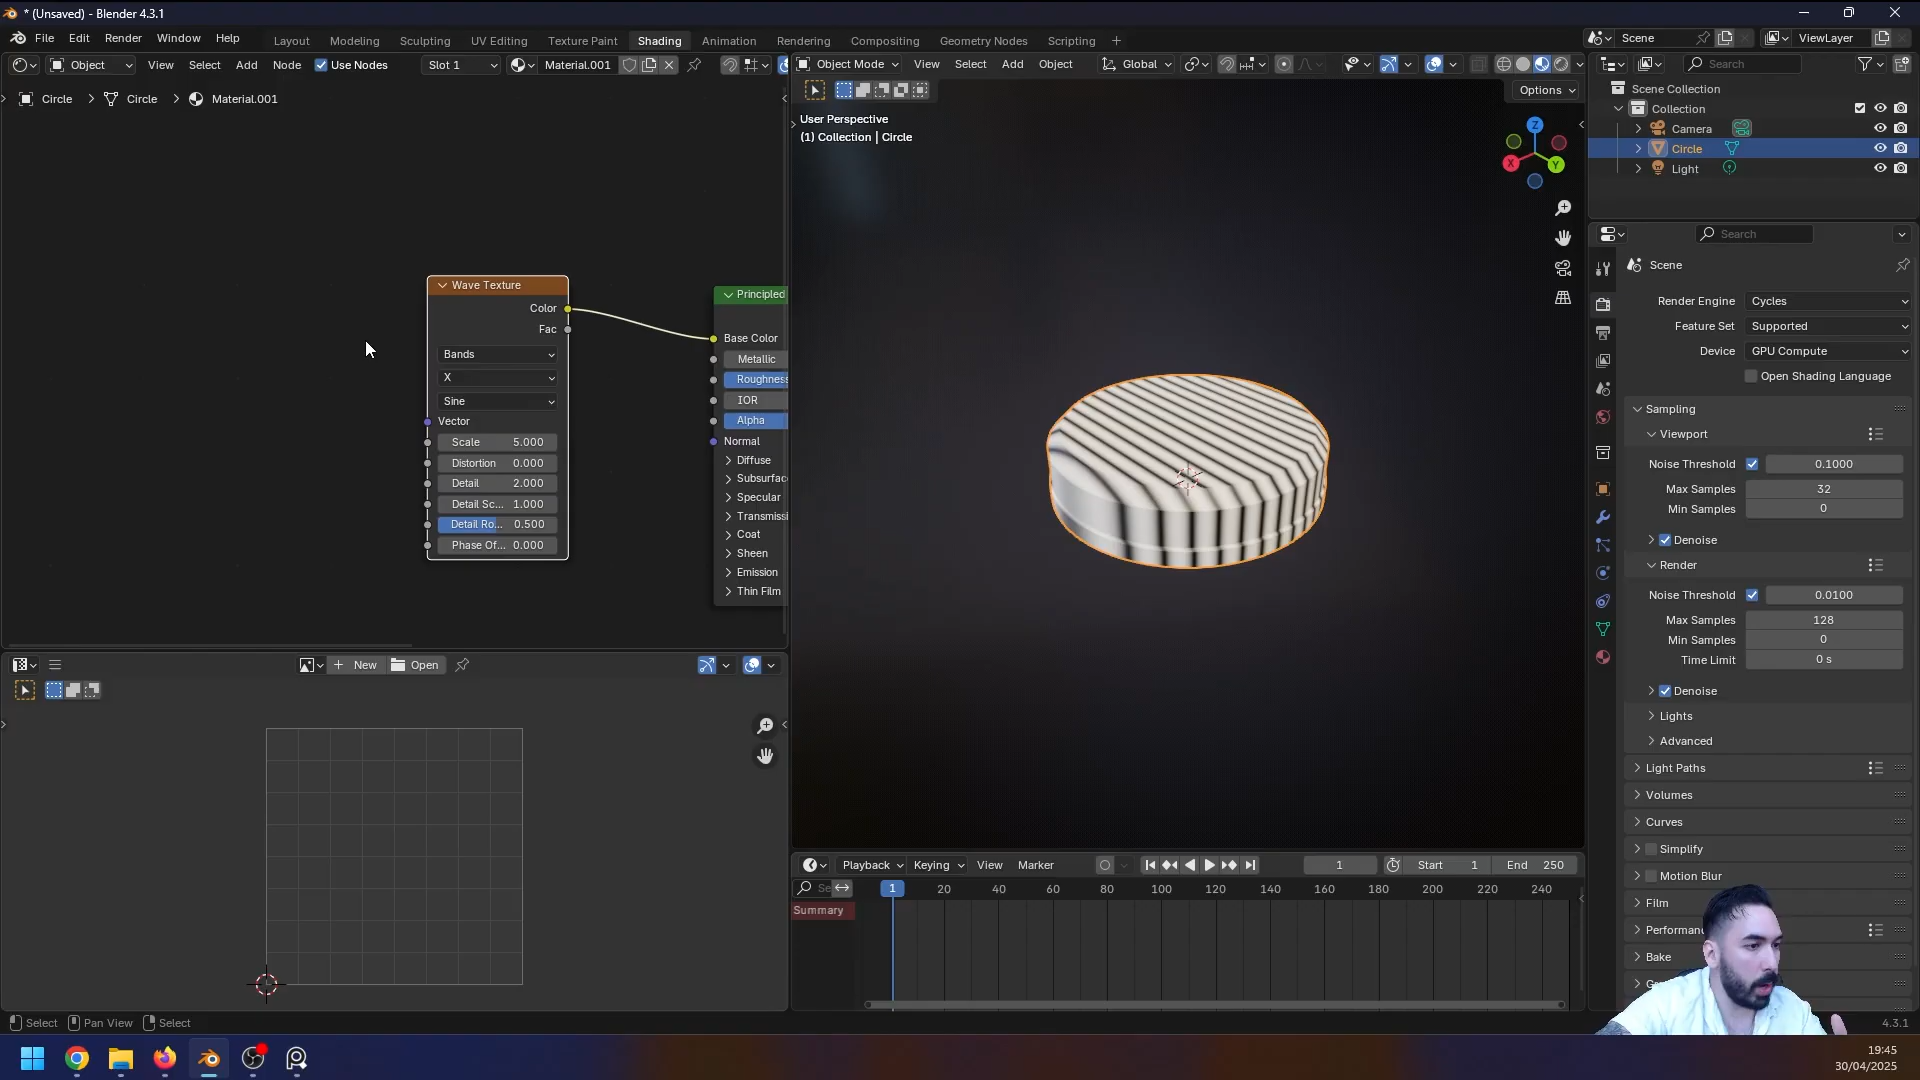 * (Unsaved) - Blender 4.3.1
File Edit Render Window Help
Layout Modeling Sculpting UV Editing Texture Paint Shading Animation Rendering Compositing Geometry Nodes Scripting +
Scene ViewLayer
Object View Select Add Node Use Nodes Slot 1 Material.001
Object Mode View Select Add Object Global
Search
Options
Circle > Circle > Material.001
User Perspective
(1) Collection | Circle
Z
X
Y
Scene Collection
Collection
Camera
Circle
Light
Search
Scene
Render Engine Cycles
Feature Set Supported
Device GPU Compute
Open Shading Language
Sampling
Viewport
Noise Threshold 0.1000
Max Samples 32
Min Samples 0
Denoise
Render
Noise Threshold 0.0100
Max Samples 128
Min Samples 0
Time Limit 0 s
Denoise
Lights
Advanced
Light Paths
Volumes
Curves
Simplify
Motion Blur
Film
Performan
Bake
Wave Texture
Color
Fac
Bands
X
Sine
Vector
Scale 5.000
Distortion 0.000
Detail 2.000
Detail Sc... 1.000
Detail Ro... 0.500
Phase Of... 0.000
Principled
Base Color
Metallic
Roughness
IOR
Alpha
Normal
Diffuse
Subsurfac
Specular
Transmissi
Coat
Sheen
Emission
Thin Film
+ New Open
Playback Keying View Marker
1 Start 1 End 250
Se
1 20 40 60 80 100 120 140 160 180 200 220 240
Summary
Select Pan View Select
4.3.1
19:45
30/04/2025